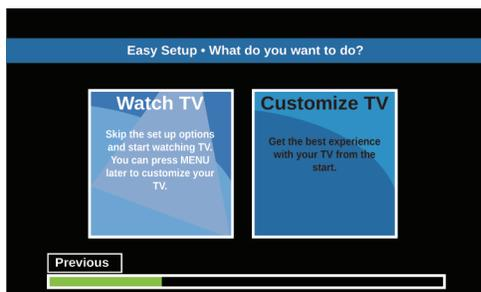 Easy Setup • What do you want to do?
Watch TV
Skip the set up options
and start watching TV.
You can press MENU
later to customize your
TV.
Customize TV
Get the best experience
with your TV from the
start.
Previous